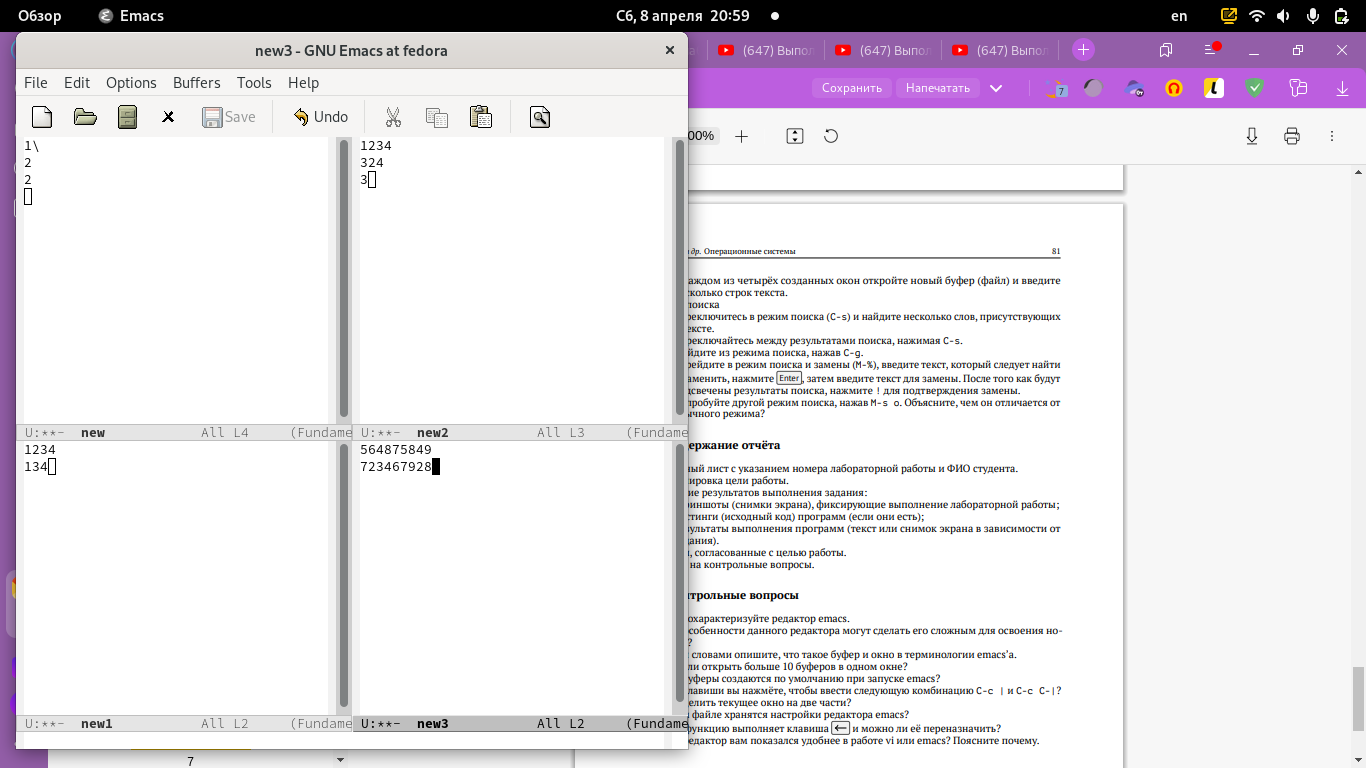 Обзор Emacs Сб, 8 апреля 20:59 en
new3 - GNU Emacs at fedora ×
(647) Выпол (647) Выпол (647) Выпол
File Edit Options Buffers Tools Help
Сохранить Напечатать 7
Save Undo
00%
1\
2
2
1234
324
3
U:**- new All L4 (Fundame
U:**- new2 All L3 (Fundame
1234
134
564875849
723467928
U:**- new1 All L2 (Fundame
U:**- new3 All L2 (Fundame
7
др. Операционные системы 81
аждом из четырёх созданных окон откройте новый буфер (файл) и введите
сколько строк текста.
поиска
реключитесь в режим поиска (C-s) и найдите несколько слов, присутствующих
ексте.
реключайтесь между результатами поиска, нажимая C-s.
йдите из режима поиска, нажав C-g.
рейдите в режим поиска и замены (M-%), введите текст, который следует найти
аменить, нажмите Enter, затем введите текст для замены. После того как будут
дсвечены результаты поиска, нажмите ! для подтверждения замены.
пробуйте другой режим поиска, нажав M-s o. Объясните, чем он отличается от
ычного режима?
держание отчёта
ный лист с указанием номера лабораторной работы и ФИО студента.
лировка цели работы.
ие результатов выполнения задания:
риншоты (снимки экрана), фиксирующие выполнение лабораторной работы;
стинги (исходный код) программ (если они есть);
зультаты выполнения программ (текст или снимок экрана в зависимости от
дания).
, согласованные с целью работы.
на контрольные вопросы.
нтрольные вопросы
охарактеризуйте редактор emacs.
собенности данного редактора могут сделать его сложным для освоения но-
?
словами опишите, что такое буфер и окно в терминологии emacs’а.
ли открыть больше 10 буферов в одном окне?
уферы создаются по умолчанию при запуске emacs?
лавиши вы нажмёте, чтобы ввести следующую комбинацию C-c | и C-c C-|?
елить текущее окно на две части?
файле хранятся настройки редактора emacs?
ункцию выполняет клавиша ← и можно ли её переназначить?
едактор вам показался удобнее в работе vi или emacs? Поясните почему.